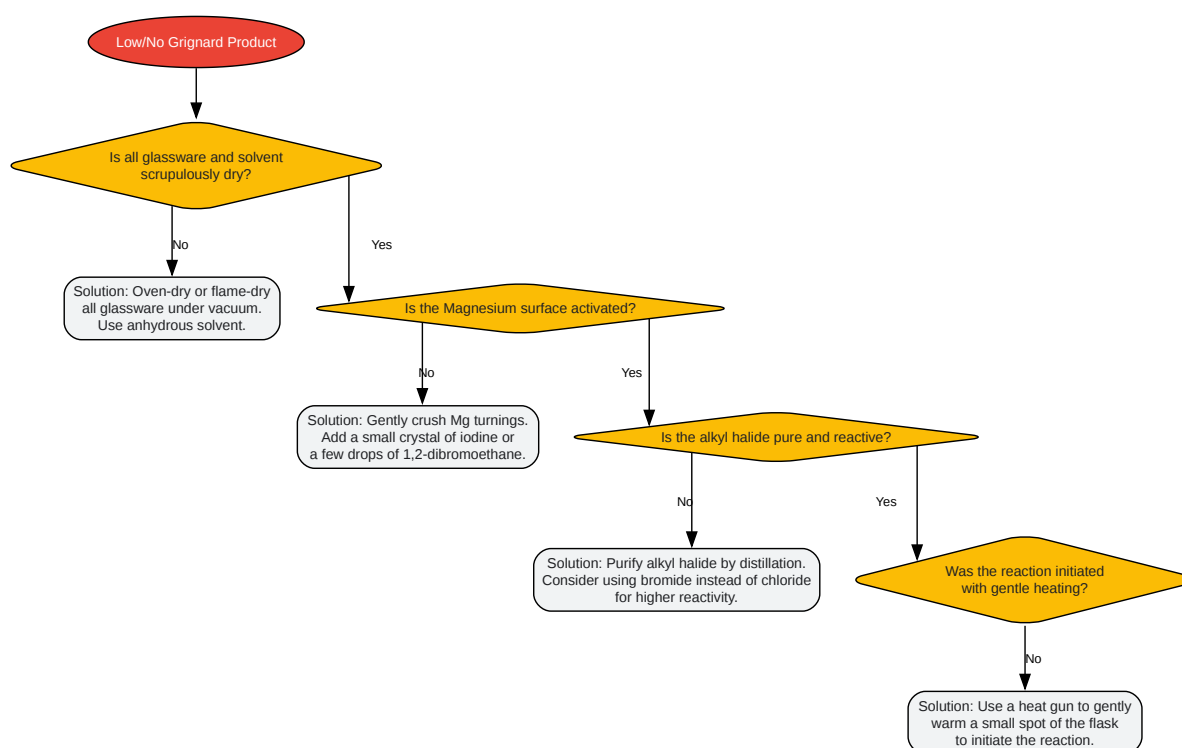 Low/No Grignard Product
Is all glassware and solvent
scrupulously dry?
No
Yes
Solution: Oven-dry or flame-dry
all glassware under vacuum.
Use anhydrous solvent.
Is the Magnesium surface activated?
No
Yes
Solution: Gently crush Mg turnings.
Add a small crystal of iodine or
a few drops of 1,2-dibromoethane.
Is the alkyl halide pure and reactive?
No
Yes
Solution: Purify alkyl halide by distillation.
Consider using bromide instead of chloride
for higher reactivity.
Was the reaction initiated
with gentle heating?
No
Solution: Use a heat gun to gently
warm a small spot of the flask
to initiate the reaction.